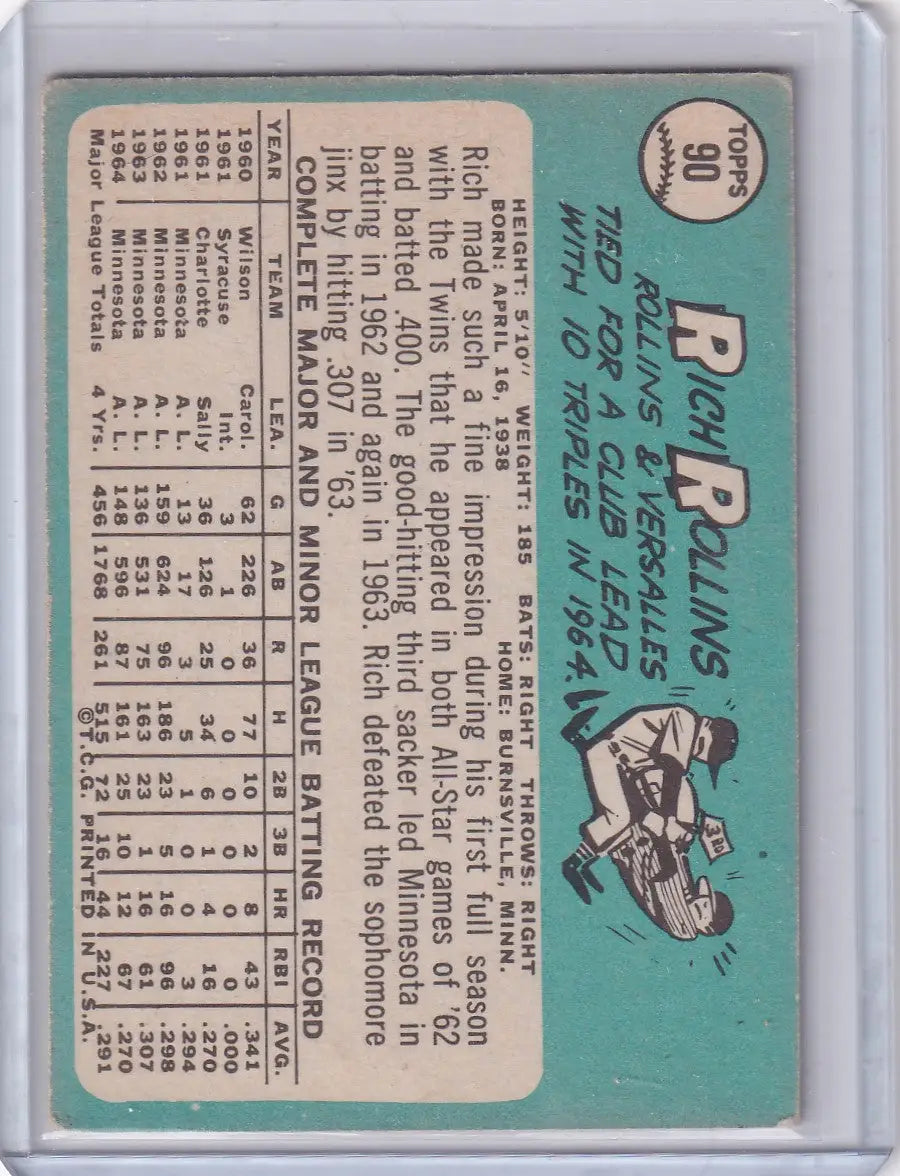 TOPPS
90
RICH ROLLINS
ROLLINS & VERSALLES
TIED FOR A CLUB LEAD
WITH 10 TRIPLES IN 1964.
3RD
HEIGHT: 5'10" WEIGHT: 185 BATS: RIGHT THROWS: RIGHT
BORN: APRIL 16, 1938 HOME: BURNSVILLE, MINN.
Rich made such a fine impression during his first full season
with the Twins that he appeared in both All-Star games of '62
and batted .400. The good-hitting third sacker led Minnesota in
batting in 1962 and again in 1963. Rich defeated the sophomore
jinx by hitting .307 in '63.
COMPLETE MAJOR AND MINOR LEAGUE BATTING RECORD
YEAR TEAM LEA. G AB R H 2B 3B HR RBI AVG.
1960 Wilson Carol. 62 226 36 77 10 2 8 43 .341
1961 Syracuse Int. 3 1 0 0 0 0 0 0 .000
1961 Charlotte Sally 36 126 25 34 6 1 4 16 .270
1961 Minnesota A. L. 13 17 3 5 1 0 0 3 .294
1962 Minnesota A. L. 159 624 96 186 23 5 16 96 .298
1963 Minnesota A. L. 136 531 75 163 23 1 16 61 .307
1964 Minnesota A. L. 148 596 87 161 25 10 12 67 .270
Major League Totals 4 Yrs. 456 1768 261 515 72 16 44 227 .291
©T.C.G. PRINTED IN U.S.A.